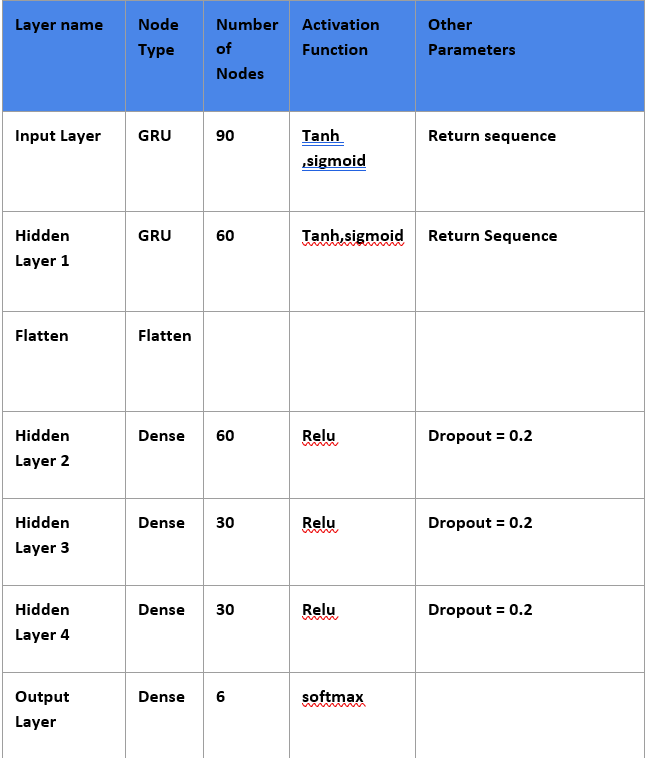 Layer name
Node
Type
Number
of
Nodes
Activation
Function
Other
Parameters
Input Layer
GRU
90
Tanh
,sigmoid
Return sequence
Hidden
Layer 1
GRU
60
Tanh,sigmoid
Return Sequence
Flatten
Flatten
Hidden
Layer 2
Dense
60
Relu
Dropout = 0.2
Hidden
Layer 3
Dense
30
Relu
Dropout = 0.2
Hidden
Layer 4
Dense
30
Relu
Dropout = 0.2
Output
Layer
Dense
6
softmax